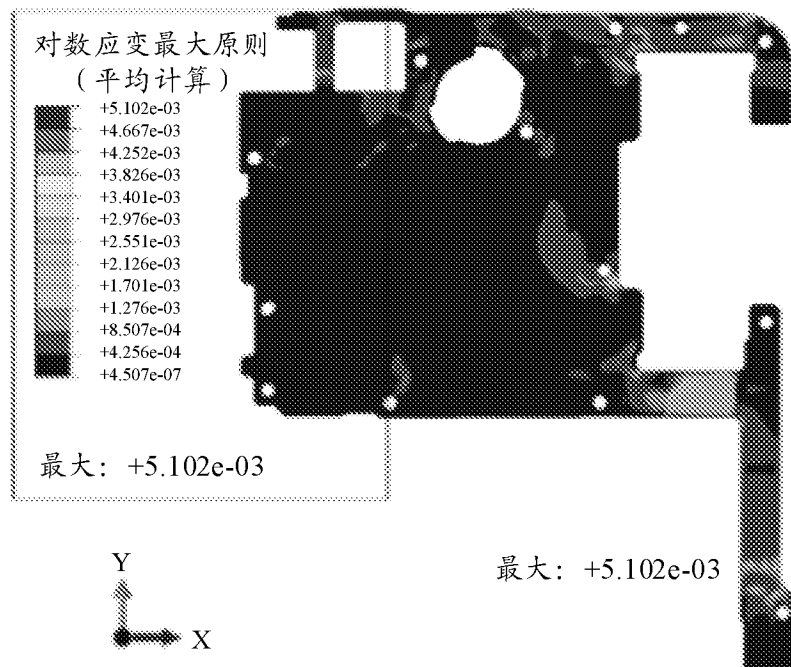 对数应变最大原则
（平均计算）
+5.102e-03
+4.667e-03
+4.252e-03
+3.826e-03
+3.401e-03
+2.976e-03
+2.551e-03
+2.126e-03
+1.701e-03
+1.276e-03
+8.507e-04
+4.256e-04
+4.507e-07
最大：+5.102e-03
最大：+5.102e-03
Y
X